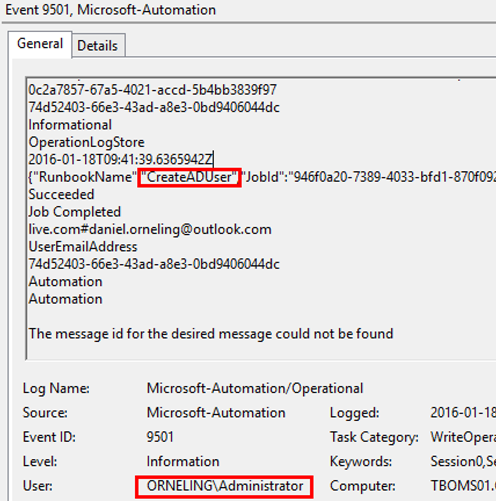 Event 9501, Microsoft-Automation
General Details
0c2a7857-67a5-4021-accd-5b4bb3839f97
74d52403-66e3-43ad-a8e3-0bd9406044dc
Informational
OperationLogStore
2016-01-18T09:41:39.6365942Z
{"RunbookName":"CreateADUser","JobId":"946f0a20-7389-4033-bfd1-870f092
Succeeded
Job Completed
live.com#daniel.orneling@outlook.com
UserEmailAddress
74d52403-66e3-43ad-a8e3-0bd9406044dc
Automation
Automation
The message id for the desired message could not be found
Log Name: Microsoft-Automation/Operational
Source: Microsoft-Automation Logged: 2016-01-18
Event ID: 9501 Task Category: WriteOpera
Level: Information Keywords: Session0,Se
User: ORNELING\Administrator Computer: TBOMS01.